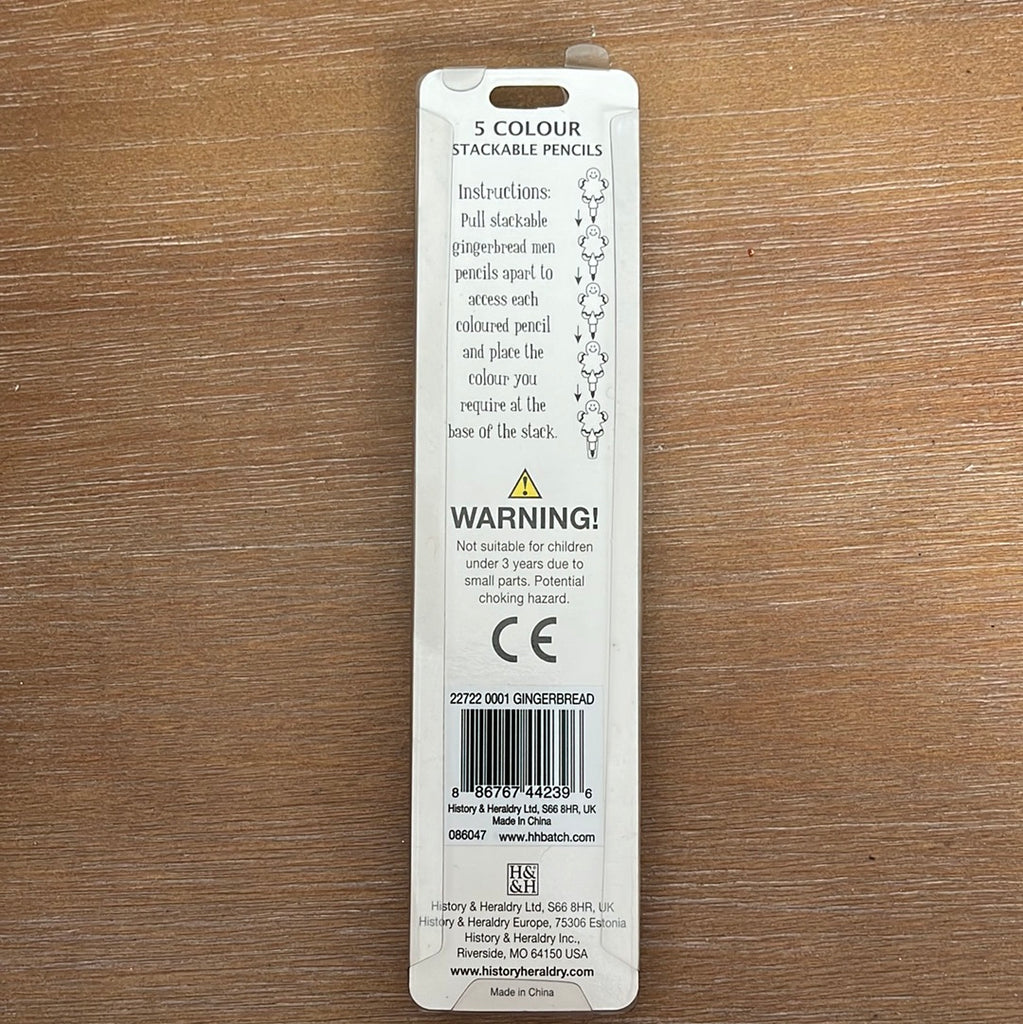 5 COLOUR
STACKABLE PENCILS
Instructions:
Pull stackable
gingerbread men
pencils apart to
access each
coloured pencil
and place the
colour you
require at the
base of the stack.
WARNING!
Not suitable for children
under 3 years due to
small parts. Potential
choking hazard.
CE
22722 0001 GINGERBREAD
8 86767 44239 6
History & Heraldry Ltd, S66 8HR, UK
Made In China
086047 www.hhbatch.com
H&
&H
History & Heraldry Ltd, S66 8HR, UK
History & Heraldry Europe, 75306 Estonia
History & Heraldry Inc.,
Riverside, MO 64150 USA
www.historyheraldry.com
Made in China